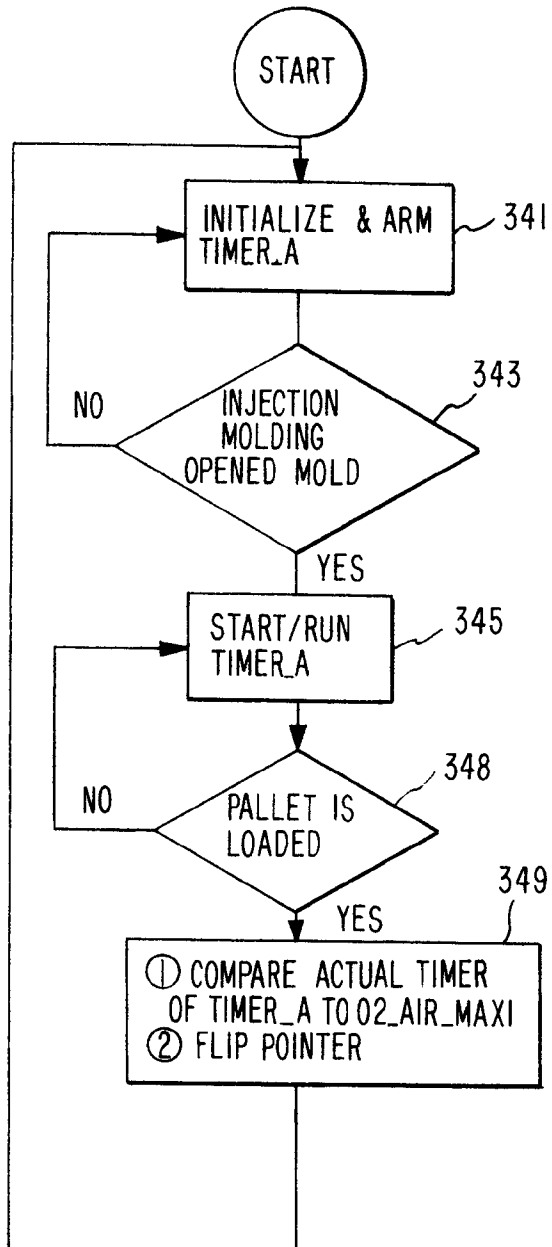 START
INITIALIZE & ARM
TIMER_A
341
343
NO
INJECTION
MOLDING
OPENED MOLD
YES
START/RUN
TIMER_A
345
348
NO
PALLET IS
LOADED
349
YES
① COMPARE ACTUAL TIMER
OF TIMER_A TO O2_AIR_MAXI
② FLIP POINTER